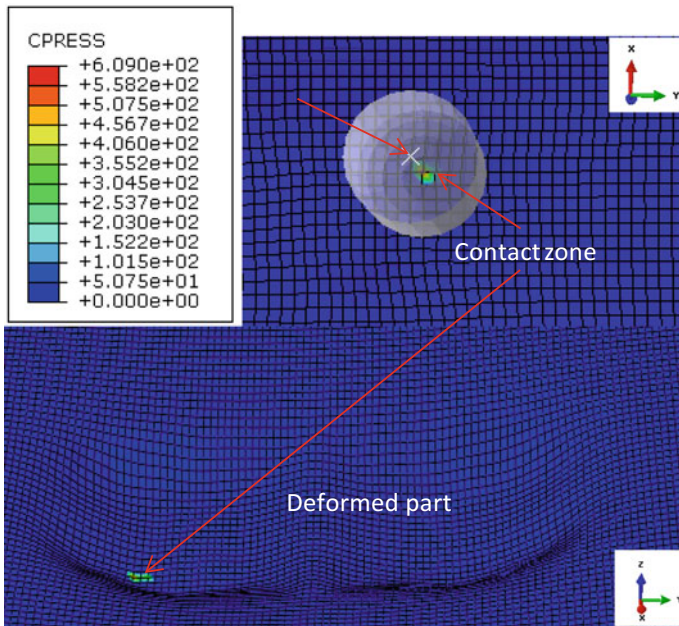 CPRESS
+6.090e+02
+5.582e+02
+5.075e+02
+4.567e+02
+4.060e+02
+3.552e+02
+3.045e+02
+2.537e+02
+2.030e+02
+1.522e+02
+1.015e+02
+5.075e+01
+0.000e+00
X
Y
Contact zone
Deformed part
Z
Y
X